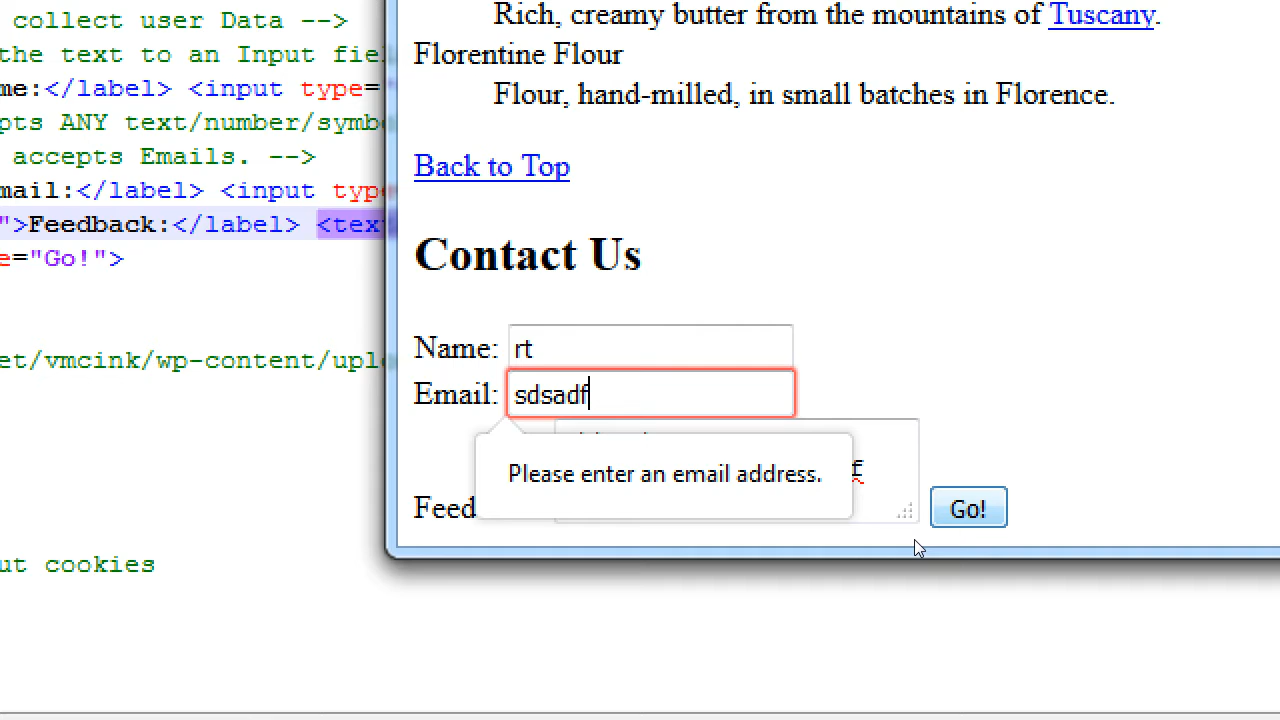 collect user Data -->
the text to an Input fiel
me:</label> <input type=
pts ANY text/number/symb
accepts Emails. -->
mail:</label> <input typ
">Feedback:</label> <tex
e="Go!">
et/vmcink/wp-content/upl
ut cookies
Rich, creamy butter from the mountains of Tuscany.
Florentine Flour
Flour, hand-milled, in small batches in Florence.
Back to Top
Contact Us
Name: rt
Email: sdsadf
Please enter an email address.
Feed
Go!